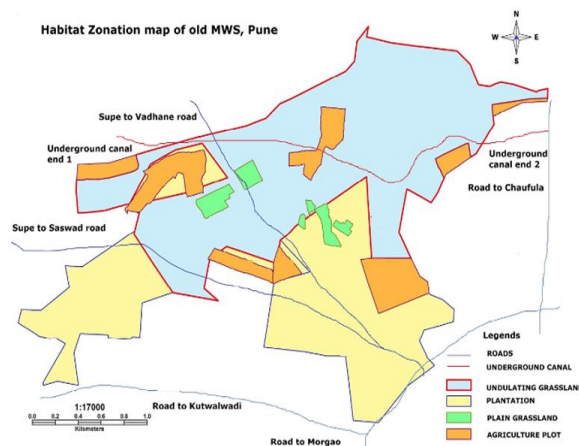 Habitat Zonation map of old MWS, Pune
N
W E
S
Supe to Vadhane road
Underground canal
end 1
Underground canal
end 2
Road to Chaufula
Supe to Saswad road
Legends
ROADS
UNDERGROUND CANAL
UNDULATING GRASSLAN
PLANTATION
PLAIN GRASSLAND
AGRICULTURE PLOT
1:17000
0.0 0.2 0.4 0.6 0.8 1.0
Kilometers
Road to Kutwalwadi
Road to Morgao